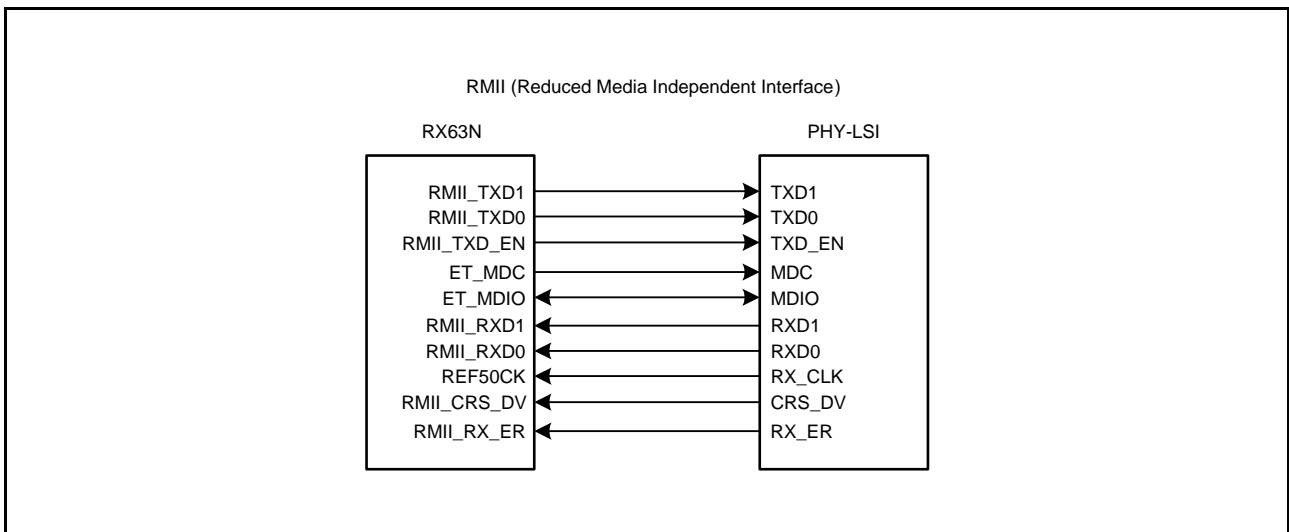 RMII (Reduced Media Independent Interface)
RX63N PHY-LSI
RMII_TXD1 TXD1
RMII_TXD0 TXD0
RMII_TXD_EN TXD_EN
ET_MDC MDC
ET_MDIO MDIO
RMII_RXD1 RXD1
RMII_RXD0 RXD0
REF50CK RX_CLK
RMII_CRS_DV CRS_DV
RMII_RX_ER RX_ER